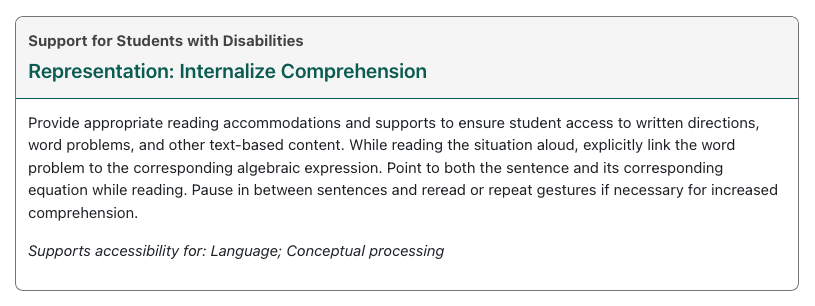 Support for Students with Disabilities
Representation: Internalize Comprehension
Provide appropriate reading accommodations and supports to ensure student access to written directions,
word problems, and other text-based content. While reading the situation aloud, explicitly link the word
problem to the corresponding algebraic expression. Point to both the sentence and its corresponding
equation while reading. Pause in between sentences and reread or repeat gestures if necessary for increased
comprehension.
Supports accessibility for: Language; Conceptual processing